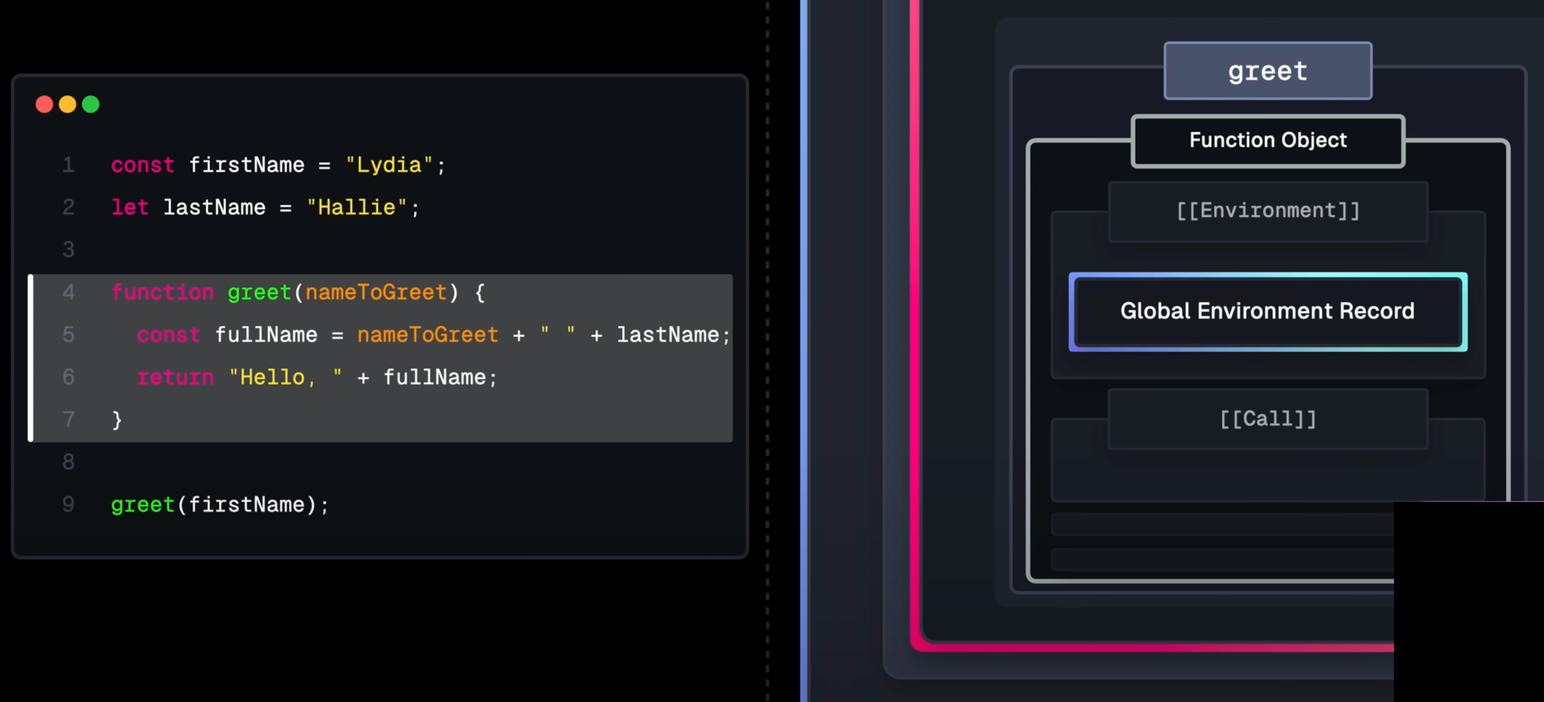 1 const firstName = "Lydia";
2 let lastName = "Hallie";
3
4 function greet(nameToGreet) {
5 const fullName = nameToGreet + " " + lastName;
6 return "Hello, " + fullName;
7 }
8
9 greet(firstName);
greet
Function Object
[[Environment]]
Global Environment Record
[[Call]]